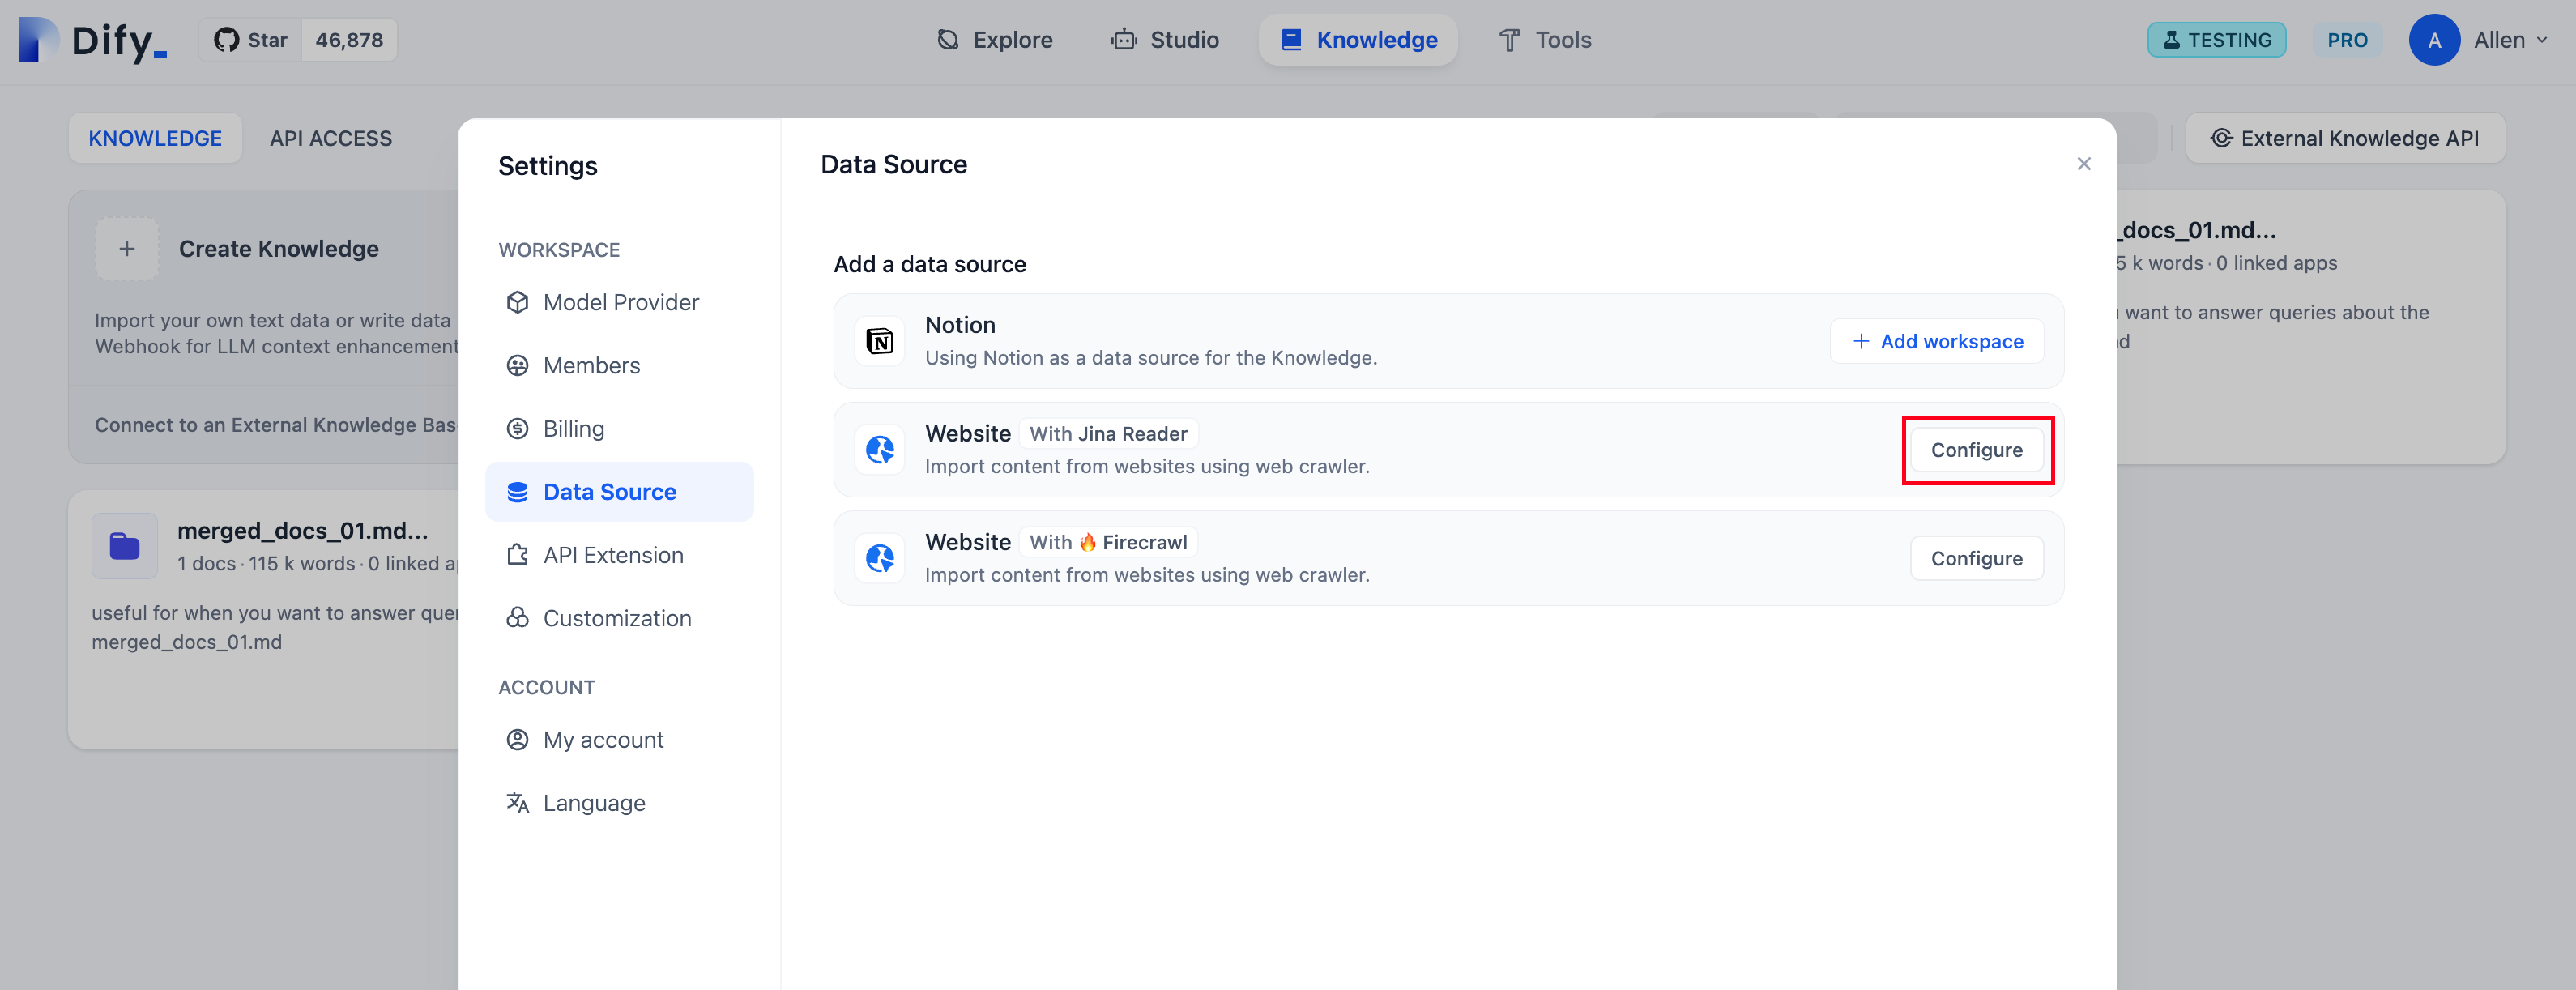 Dify_
Star 46,878
Explore
Studio
Knowledge
Tools
TESTING
PRO
A
Allen
KNOWLEDGE
API ACCESS
External Knowledge API
Create Knowledge
Import your own text data or write data
Webhook for LLM context enhancement
Connect to an External Knowledge Bas
merged_docs_01.md...
1 docs · 115 k words · 0 linked a
useful for when you want to answer que
merged_docs_01.md
Settings
WORKSPACE
Model Provider
Members
Billing
Data Source
API Extension
Customization
ACCOUNT
My account
Language
Data Source
Add a data source
Notion
Using Notion as a data source for the Knowledge.
Add workspace
Website With Jina Reader
Import content from websites using web crawler.
Configure
Website With 🔥 Firecrawl
Import content from websites using web crawler.
Configure
_docs_01.md...
5 k words · 0 linked apps
want to answer queries about the